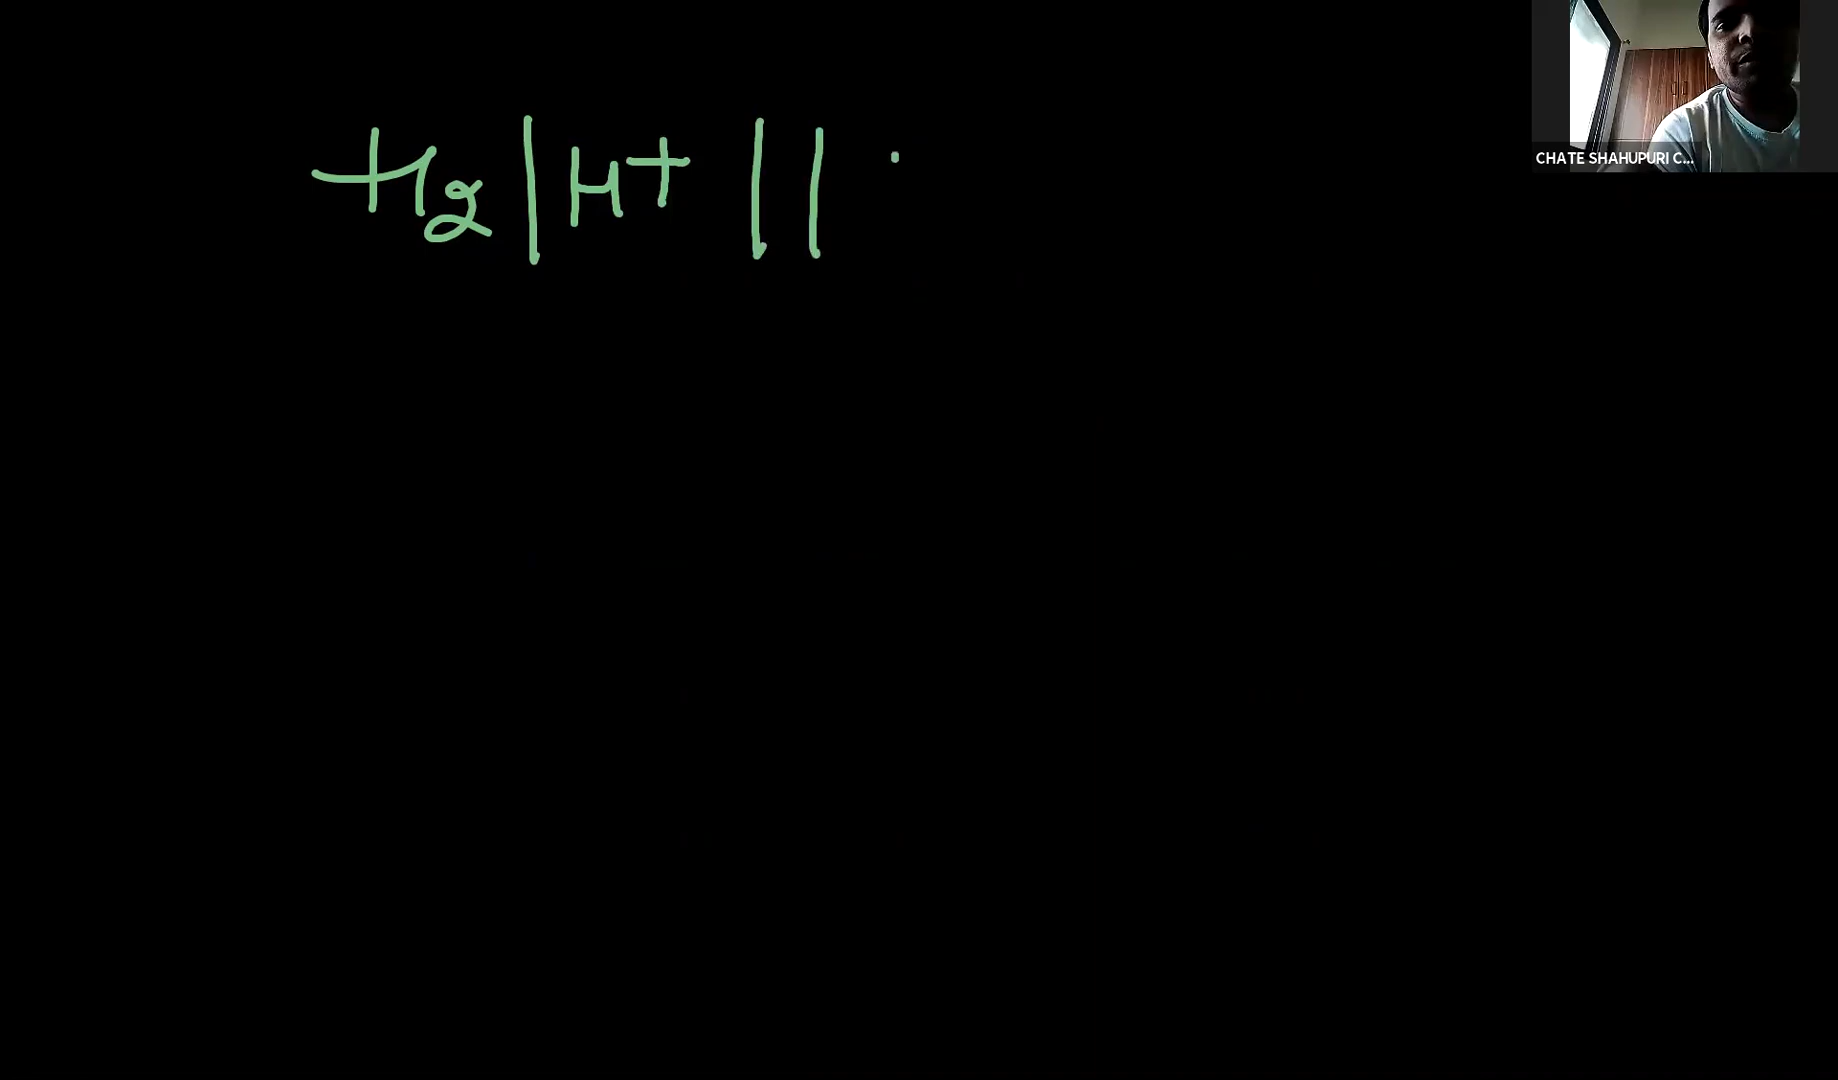 H₂ | H⁺ ||
CHATE SHAHUPURI C...